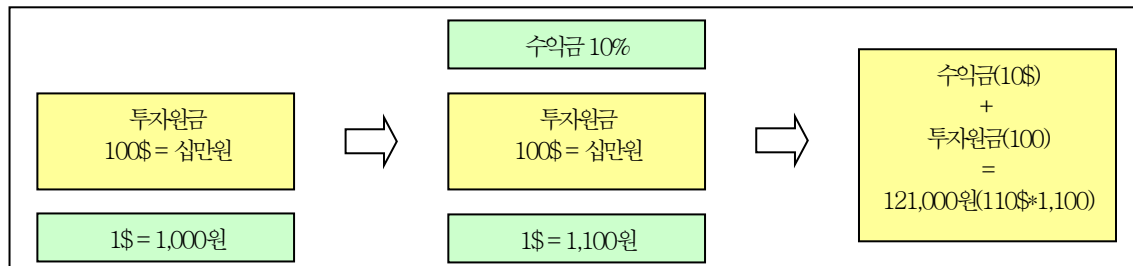 수익금 10%
투자원금
100$ = 십만원
투자원금
100$ = 십만원
1$ = 1,000원
1$ = 1,100원
수익금(10$)
+
투자원금(100)
=
121,000원(110$*1,100)